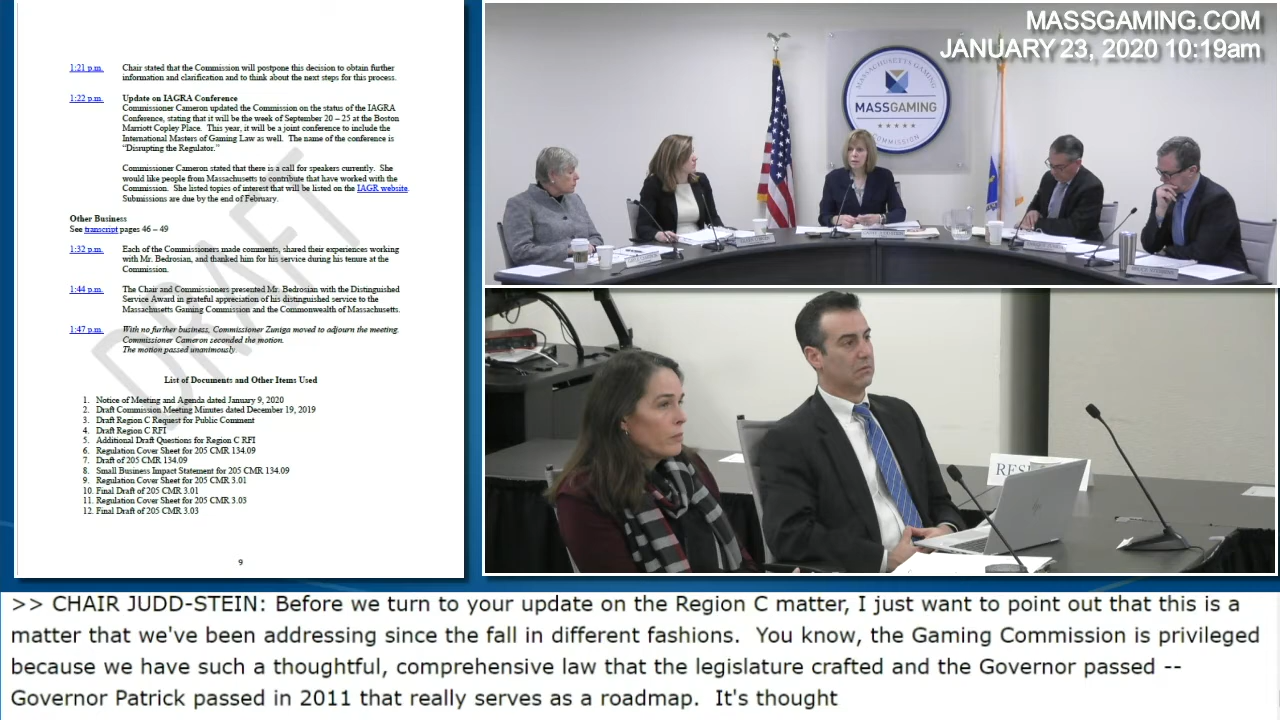 1:21 p.m. Chair stated that the Commission will postpone this decision to obtain further
information and clarification and to think about the next steps for this process.
1:22 p.m. Update on IAGRA Conference
Commissioner Cameron updated the Commission on the status of the IAGRA
Conference, stating that it will be the week of September 20 – 25 at the Boston
Marriott Copley Place. This year, it will be a joint conference to include the
International Masters of Gaming Law as well. The name of the conference is
“Disrupting the Regulator.”
Commissioner Cameron stated that there is a call for speakers currently. She
would like people from Massachusetts to contribute that have worked with the
Commission. She listed topics of interest that will be listed on the IAGR website.
Submissions are due by the end of February.
Other Business
See transcript pages 46 – 49
1:32 p.m. Each of the Commissioners made comments, shared their experiences working
with Mr. Bedrosian, and thanked him for his service during his tenure at the
Commission.
1:44 p.m. The Chair and Commissioners presented Mr. Bedrosian with the Distinguished
Service Award in grateful appreciation of his distinguished service to the
Massachusetts Gaming Commission and the Commonwealth of Massachusetts.
1:47 p.m. With no further business, Commissioner Zuniga moved to adjourn the meeting.
Commissioner Cameron seconded the motion.
The motion passed unanimously
DRAFT
List of Documents and Other Items Used
1. Notice of Meeting and Agenda dated January 9, 2020
2. Draft Commission Meeting Minutes dated December 19, 2019
3. Draft Region C Request for Public Comment
4. Draft Region C RFI
5. Additional Draft Questions for Region C RFI
6. Regulation Cover Sheet for 205 CMR 134.09
7. Draft of 205 CMR 134.09
8. Small Business Impact Statement for 205 CMR 134.09
9. Regulation Cover Sheet for 205 CMR 3.01
10. Final Draft of 205 CMR 3.01
11. Regulation Cover Sheet for 205 CMR 3.03
12. Final Draft of 205 CMR 3.03
9
MASSGAMING.COM
JANUARY 23, 2020 10:19am
MASSACHUSETTS GAMING
MASSGAMING
COMMISSION
>> CHAIR JUDD-STEIN: Before we turn to your update on the Region C matter, I just want to point out that this is a
matter that we've been addressing since the fall in different fashions. You know, the Gaming Commission is privileged
because we have such a thoughtful, comprehensive law that the legislature crafted and the Governor passed --
Governor Patrick passed in 2011 that really serves as a roadmap. It's thought